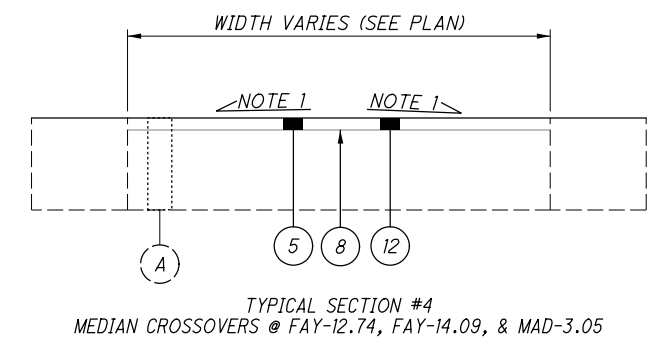 WIDTH VARIES (SEE PLAN)
NOTE 1 NOTE 1
5 8 12
A
TYPICAL SECTION #4
MEDIAN CROSSOVERS @ FAY-12.74, FAY-14.09, & MAD-3.05